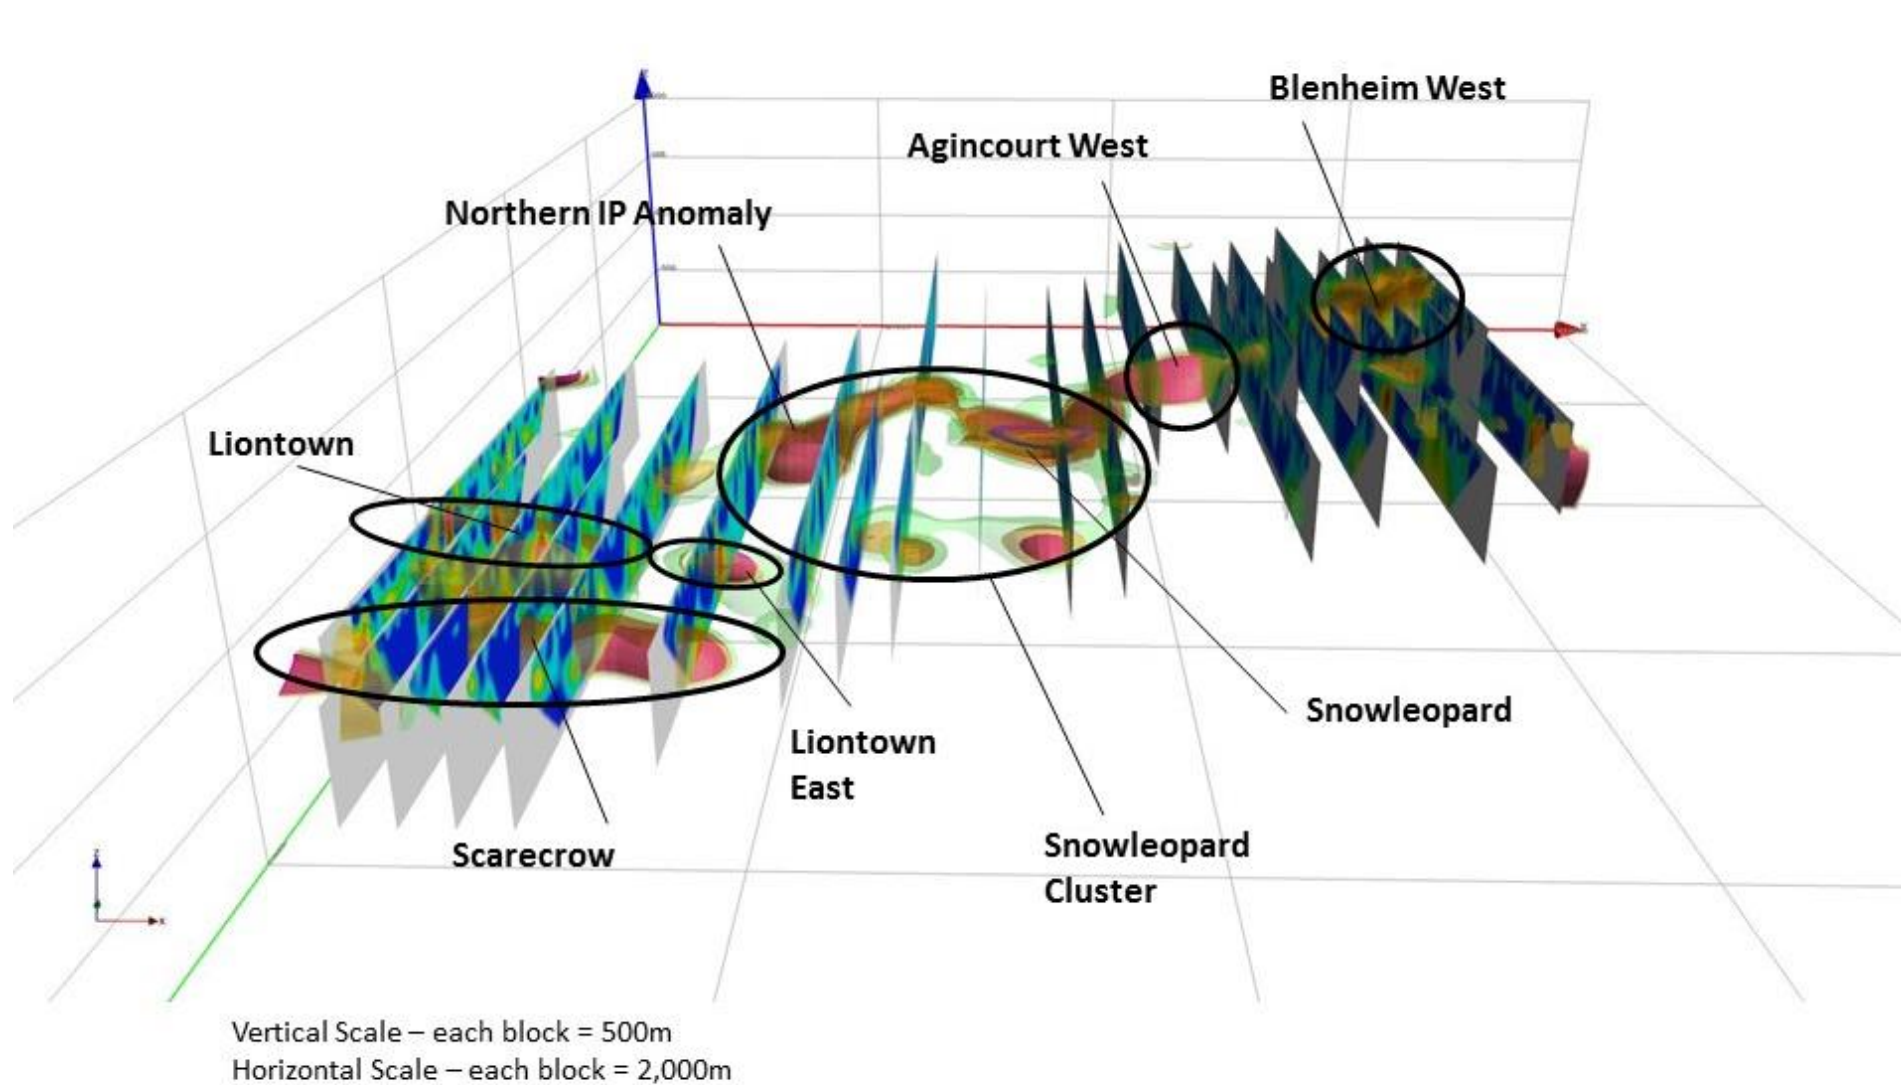 Blenheim West
Agincourt West
Northern IP Anomaly
Liontown
Snowleopard
Liontown
East
Snowleopard
Cluster
Scarecrow
Z
X
Vertical Scale – each block = 500m
Horizontal Scale – each block = 2,000m